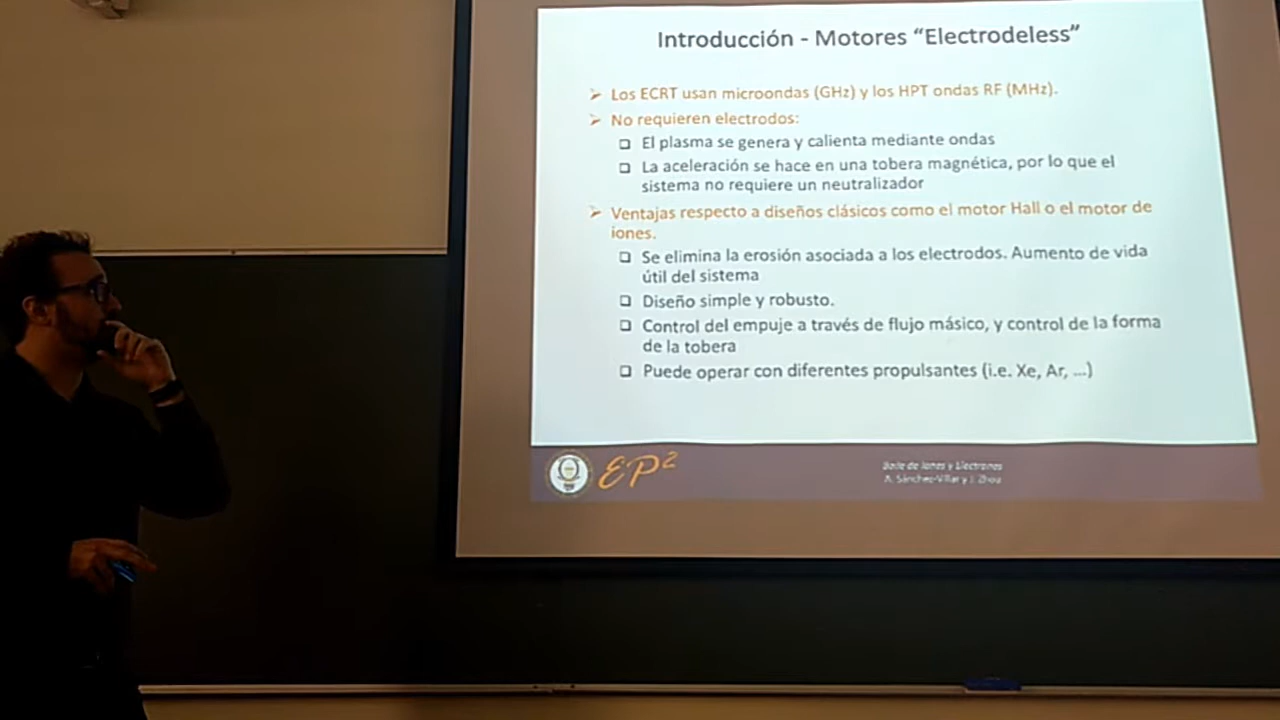 Introducción - Motores “Electrodeless”
➢ Los ECRT usan microondas (GHz) y los HPT ondas RF (MHz).
➢ No requieren electrodos:
❑ El plasma se genera y calienta mediante ondas
❑ La aceleración se hace en una tobera magnética, por lo que el
sistema no requiere un neutralizador
➢ Ventajas respecto a diseños clásicos como el motor Hall o el motor de
iones.
❑ Se elimina la erosión asociada a los electrodos. Aumento de vida
útil del sistema
❑ Diseño simple y robusto.
❑ Control del empuje a través de flujo másico, y control de la forma
de la tobera
❑ Puede operar con diferentes propulsantes (i.e. Xe, Ar, ...)
EP²
de Iones y Electrones
A. Sánchez-Villar y J. Zhou